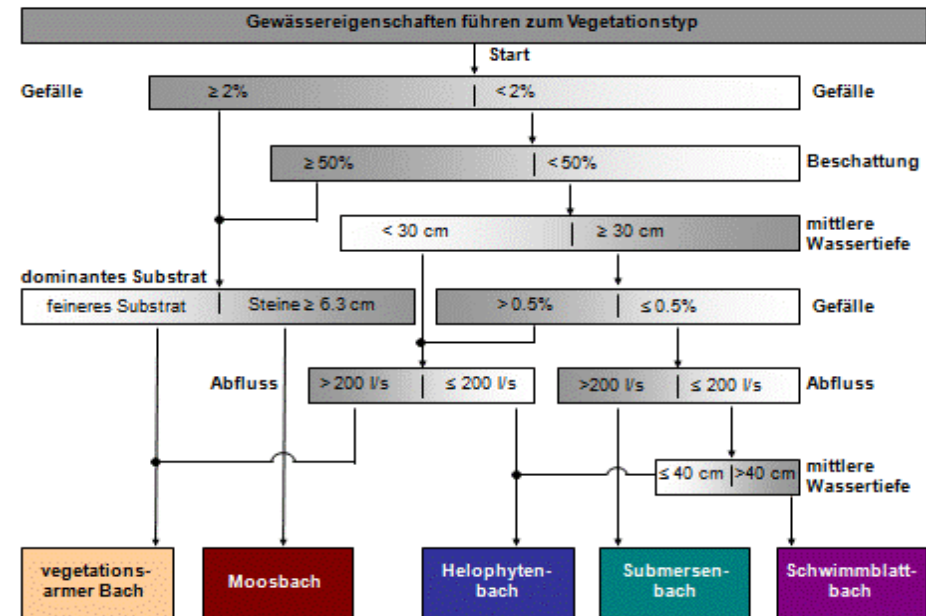 Gewässereigenschaften führen zum Vegetationstyp
Start
Gefälle
≥ 2%
< 2%
Gefälle
≥ 50%
< 50%
Beschattung
< 30 cm
≥ 30 cm
mittlere
Wassertiefe
dominantes Substrat
feineres Substrat
Steine ≥ 6.3 cm
> 0.5%
≤ 0.5%
Gefälle
Abfluss
> 200 l/s
≤ 200 l/s
>200 l/s
≤ 200 l/s
Abfluss
≤ 40 cm
>40 cm
mittlere
Wassertiefe
vegetations-
armer Bach
Moosbach
Helophyten-
bach
Submersen-
bach
Schwimmblatt-
bach